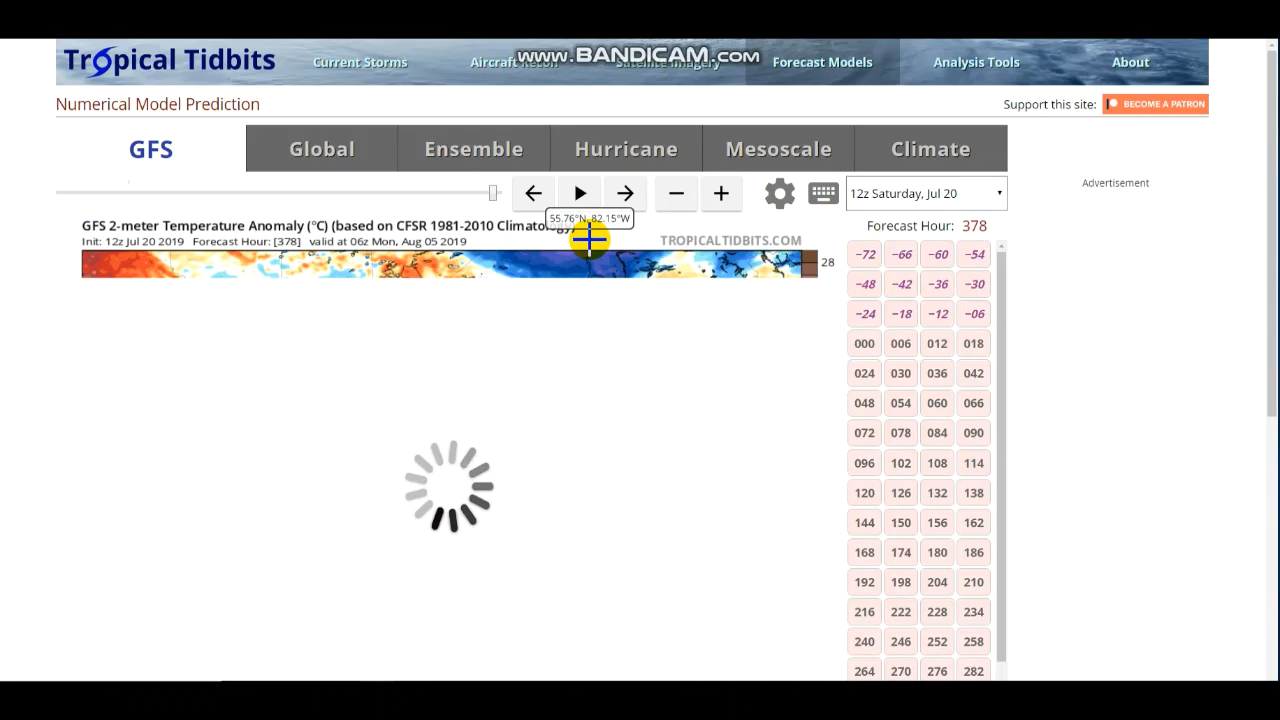 Tropical Tidbits
www.BANDICAM.com
Current Storms
Aircraft Recon
Satellite Imagery
Forecast Models
Analysis Tools
About
Numerical Model Prediction
Support this site:
BECOME A PATRON
GFS
Global
Ensemble
Hurricane
Mesoscale
Climate
12z Saturday, Jul 20
Advertisement
55.76°N, 82.15°W
GFS 2-meter Temperature Anomaly (°C) (based on CFSR 1981-2010 Climatology)
Init: 12z Jul 20 2019 Forecast Hour: [378] valid at 06z Mon, Aug 05 2019
TROPICALTIDBITS.COM
28
Forecast Hour: 378
−72 −66 −60 −54
−48 −42 −36 −30
−24 −18 −12 −06
000 006 012 018
024 030 036 042
048 054 060 066
072 078 084 090
096 102 108 114
120 126 132 138
144 150 156 162
168 174 180 186
192 198 204 210
216 222 228 234
240 246 252 258
264 270 276 282